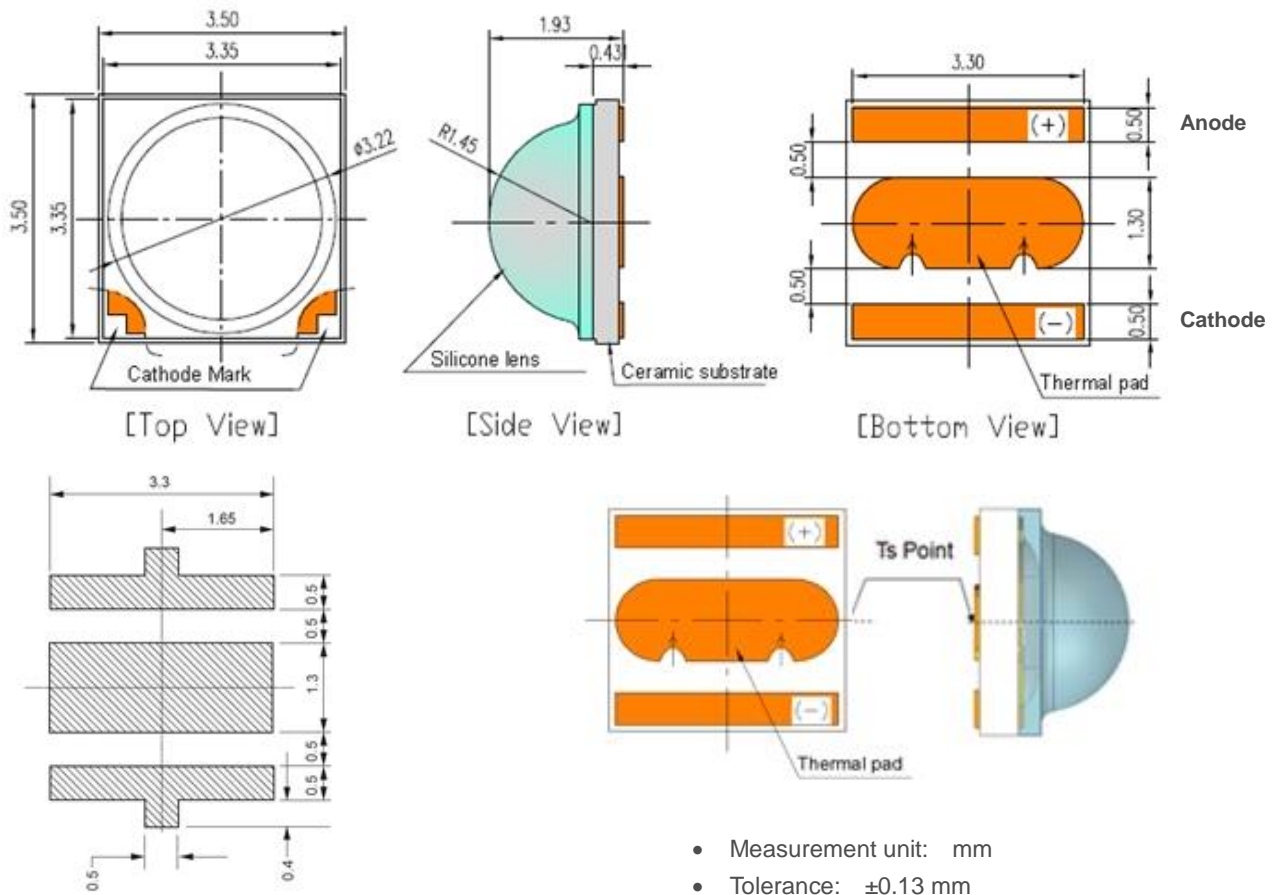 3.50
3.35
3.50
3.35
ø3.22
Cathode Mark
[Top View]
1.93
0.43
R1.45
Silicone lens
Ceramic substrate
[Side View]
3.30
(+)
0.50
Anode
0.50
1.30
0.50
(-)
0.50
Cathode
Thermal pad
[Bottom View]
3.3
1.65
0.5
0.5
1.3
0.5
0.5
0.5
0.4
(+)
Ts Point
(-)
Thermal pad
• Measurement unit: mm
• Tolerance: ±0.13 mm